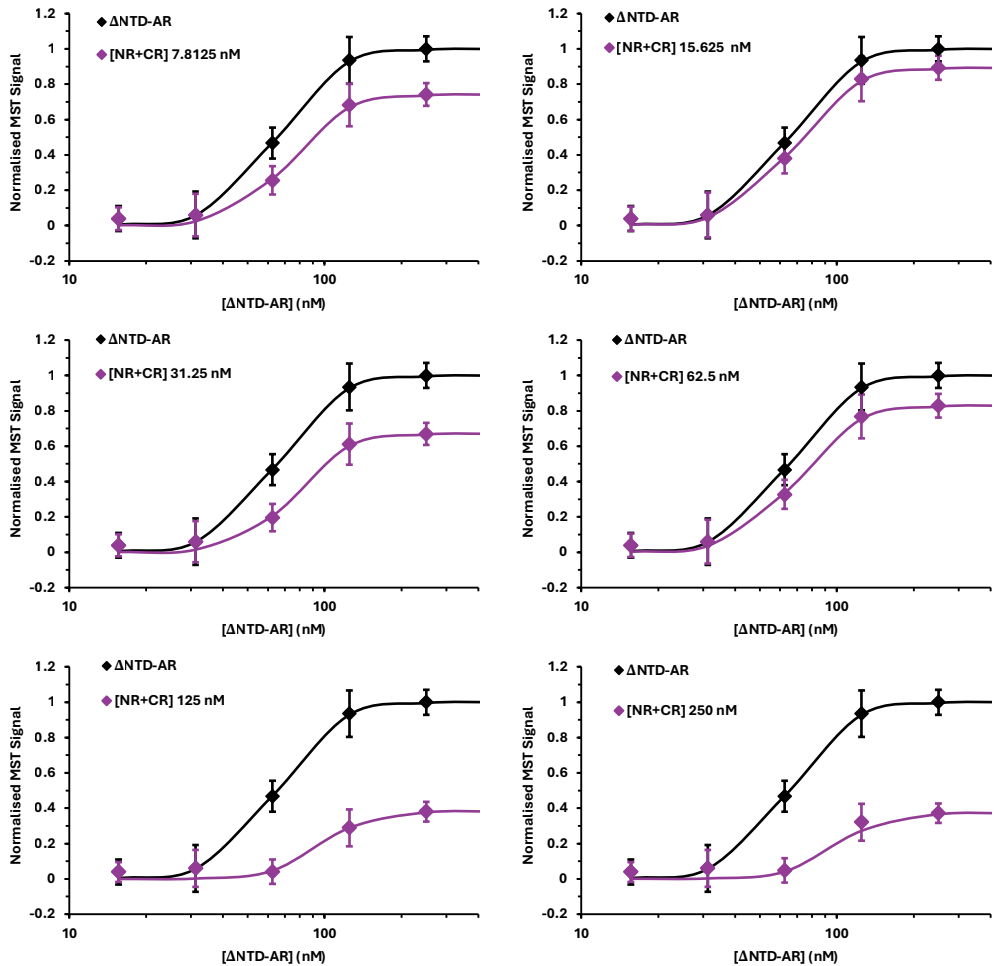 ΔNTD-AR
[NR+CR] 7.8125 nM
Normalised MST Signal
1.2
1
0.8
0.6
0.4
0.2
0
-0.2
10
100
[ΔNTD-AR] (nM)
ΔNTD-AR
[NR+CR] 15.625 nM
Normalised MST Signal
1.2
1
0.8
0.6
0.4
0.2
0
-0.2
10
100
[ΔNTD-AR] (nM)
ΔNTD-AR
[NR+CR] 31.25 nM
Normalised MST Signal
1.2
1
0.8
0.6
0.4
0.2
0
-0.2
10
100
[ΔNTD-AR] (nM)
ΔNTD-AR
[NR+CR] 62.5 nM
Normalised MST Signal
1.2
1
0.8
0.6
0.4
0.2
0
-0.2
10
100
[ΔNTD-AR] (nM)
ΔNTD-AR
[NR+CR] 125 nM
Normalised MST Signal
1.2
1
0.8
0.6
0.4
0.2
0
-0.2
10
100
[ΔNTD-AR] (nM)
ΔNTD-AR
[NR+CR] 250 nM
Normalised MST Signal
1.2
1
0.8
0.6
0.4
0.2
0
-0.2
10
100
[ΔNTD-AR] (nM)